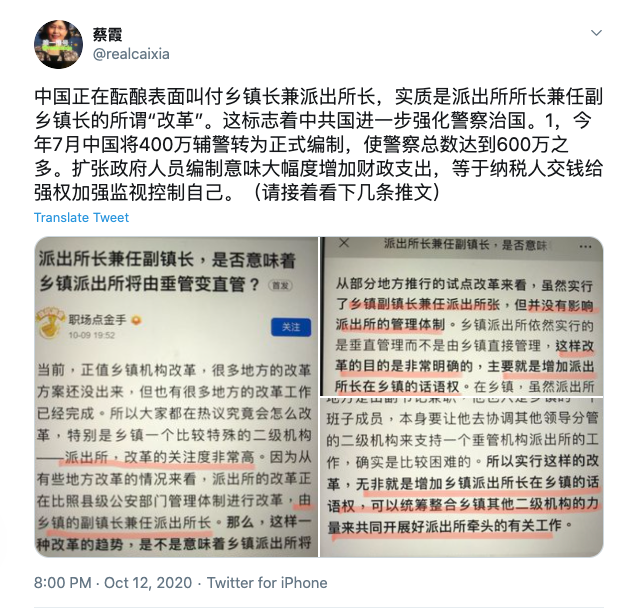 蔡霞
@realcaixia
中国正在酝酿表面叫付乡镇长兼派出所长，实质是派出所所长兼任副
乡镇长的所谓“改革”。这标志着中共国进一步强化警察治国。1，今
年7月中国将400万辅警转为正式编制，使警察总数达到600万之
多。扩张政府人员编制意味大幅度增加财政支出，等于纳税人交钱给
强权加强监视控制自己。（请接着看下几条推文）
Translate Tweet
派出所长兼任副镇长，是否意味着
乡镇派出所将由垂管变直管？ 首发
职场点金手
10-09 19:52
关注
当前，正值乡镇机构改革，很多地方的改革
方案还没出来，但也有很多地方的改革工作
已经完成。所以大家都在热议究竟会怎么改
革，特别是乡镇一个比较特殊的二级机构
——派出所，改革的关注度非常高。因为从
有些地方改革的情况来看，派出所的改革正
在比照县级公安部门管理体制进行改革，由
乡镇的副镇长兼任派出所长。那么，这样一
种改革的趋势，是不是意味着乡镇派出所将
派出所长兼任副镇长，是否意味
从部分地方推行的试点改革来看，虽然实行
了乡镇副镇长兼任派出所张，但并没有影响
派出所的管理体制。乡镇派出所依然实行的
是垂直管理而不是由乡镇直接管理，这样改
革的目的是非常明确的，主要就是增加派出
所长在乡镇的话语权。在乡镇，虽然派出所
班子成员，本身要让他去协调其他领导分管
的二级机构来支持一个垂管机构派出所的工
作，确实是比较困难的。所以实行这样的改
革，无非就是增加乡镇派出所长在乡镇的话
语权，可以统筹整合乡镇其他二级机构的力
量来共同开展好派出所牵头的有关工作。
8:00 PM · Oct 12, 2020 · Twitter for iPhone